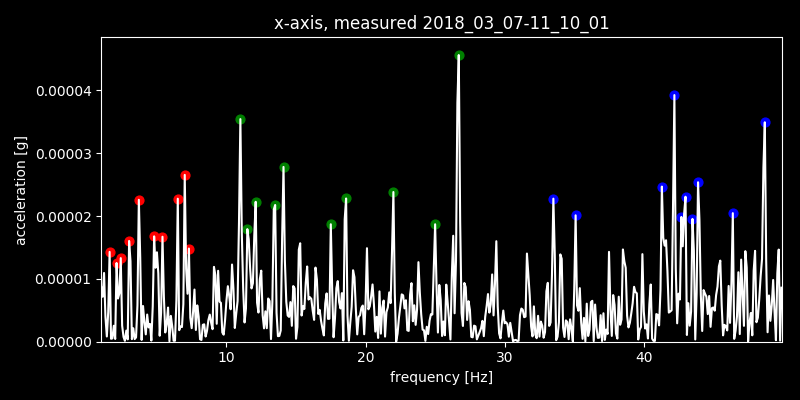 x-axis, measured 2018_03_07-11_10_01
acceleration [g]
0.00004
0.00003
0.00002
0.00001
0.00000
10 20 30 40
frequency [Hz]